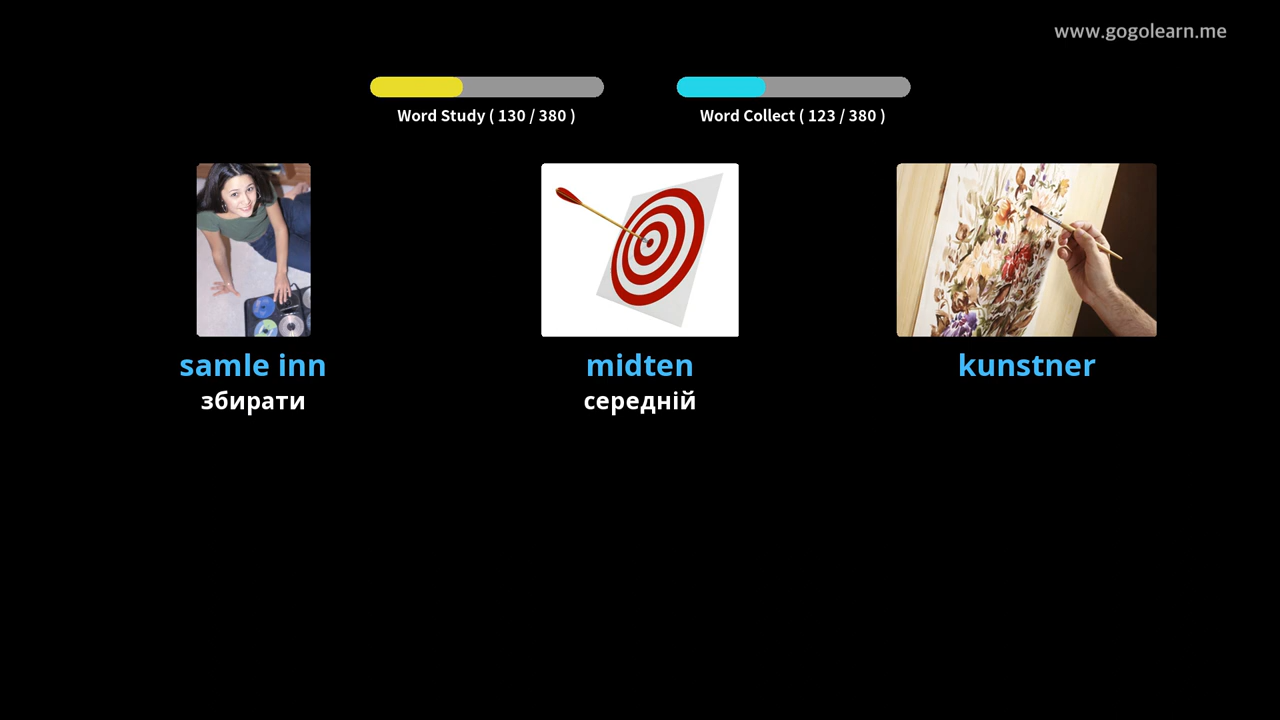 www.gogolearn.me
Word Study ( 130 / 380 )
Word Collect ( 123 / 380 )
samle inn
midten
kunstner
збирати
середній